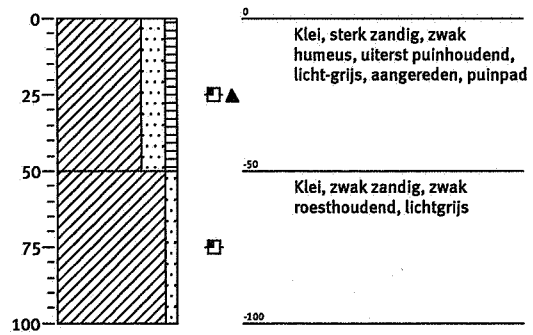 0
25
50
75
100
0
Klei, sterk zandig, zwak
humeus, uiterst puinhoudend,
licht-grijs, aangereden, puinpad
-50
Klei, zwak zandig, zwak
roesthoudend, lichtgrijs
-100